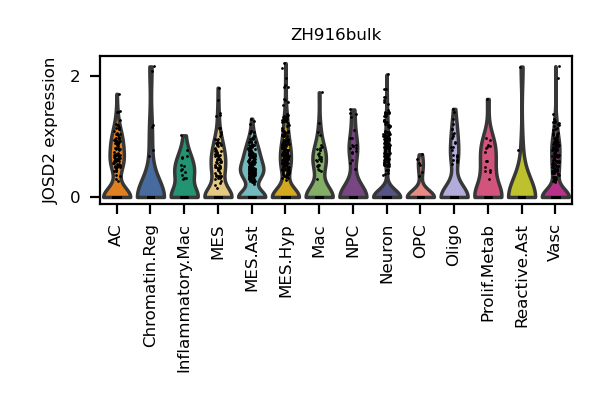 ZH916bulk
JOSD2 expression
2
0
AC
Chromatin.Reg
Inflammatory.Mac
MES
MES.Ast
MES.Hyp
Mac
NPC
Neuron
OPC
Oligo
Prolif.Metab
Reactive.Ast
Vasc